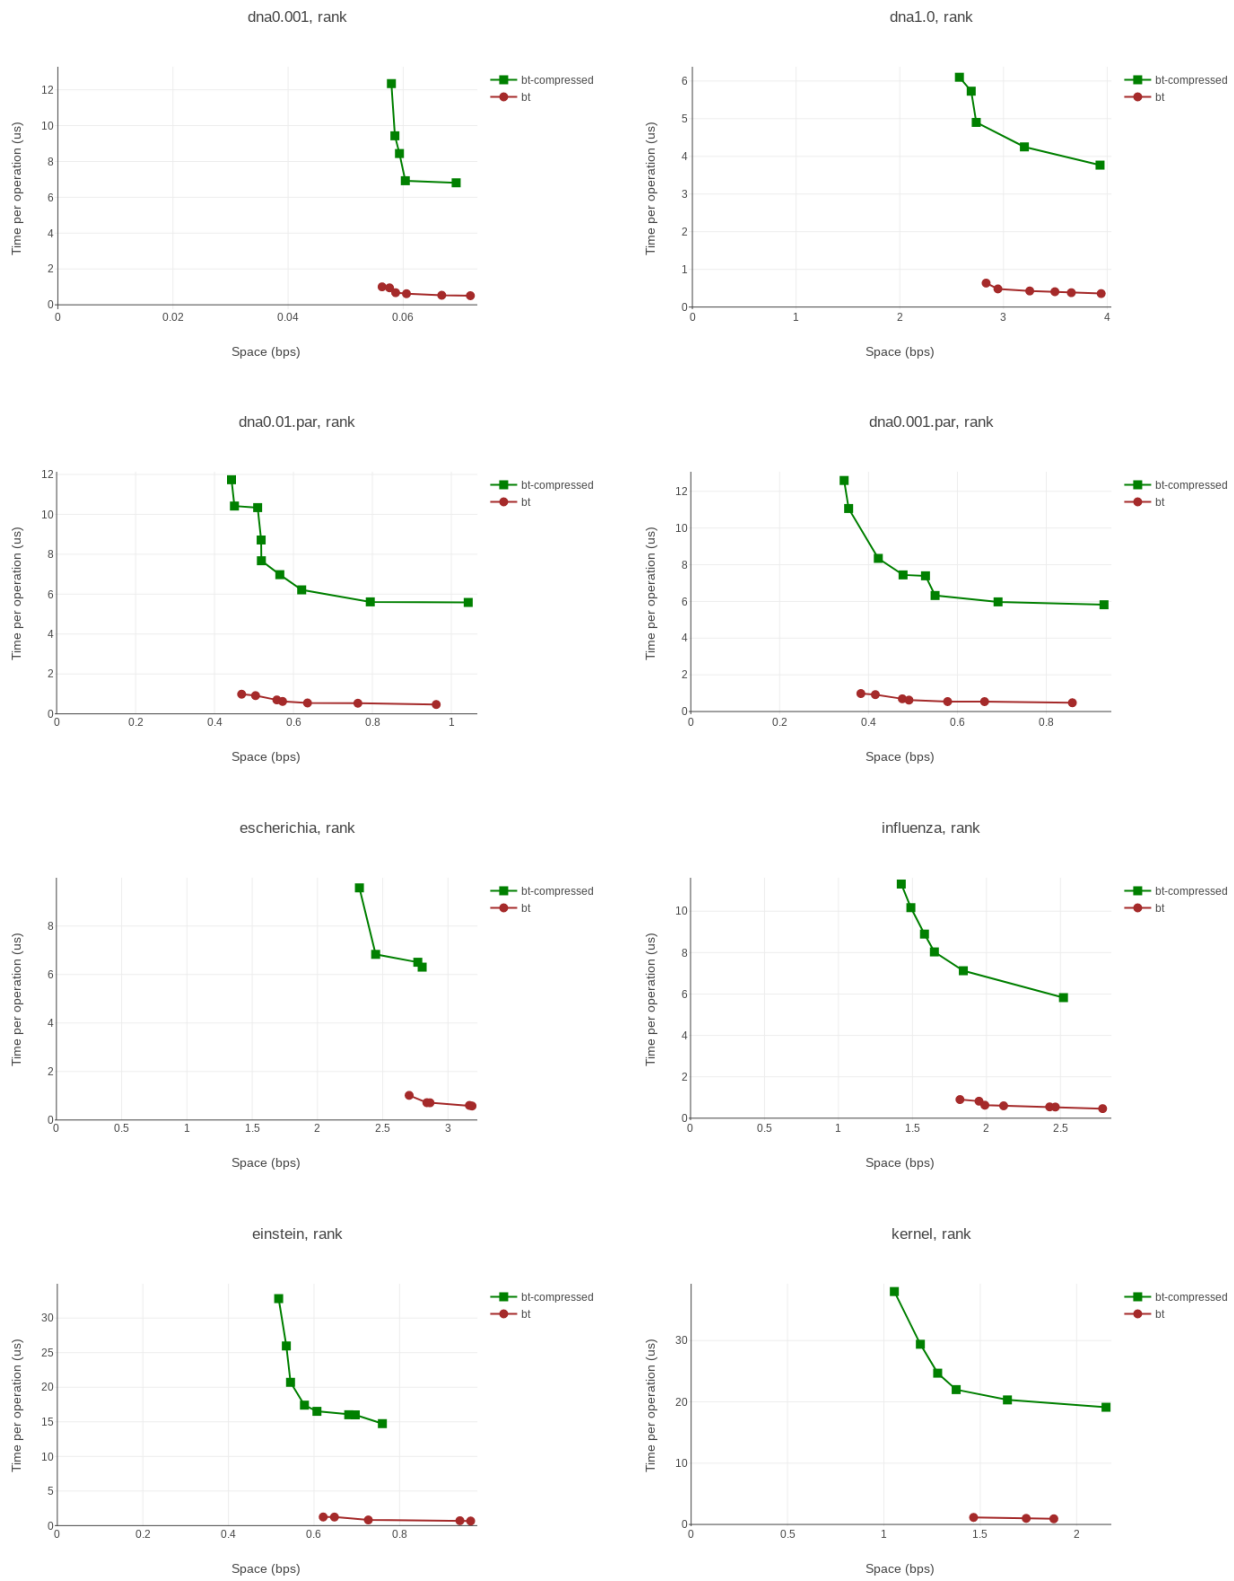 dna0.001, rank
12
10
8
6
4
2
0
0 0.02 0.04 0.06
Time per operation (us)
Space (bps)
bt-compressed
bt
dna1.0, rank
6
5
4
3
2
1
0
0 1 2 3 4
Time per operation (us)
Space (bps)
bt-compressed
bt
dna0.01.par, rank
12
10
8
6
4
2
0
0 0.2 0.4 0.6 0.8 1
Time per operation (us)
Space (bps)
bt-compressed
bt
dna0.001.par, rank
12
10
8
6
4
2
0
0 0.2 0.4 0.6 0.8
Time per operation (us)
Space (bps)
bt-compressed
bt
escherichia, rank
8
6
4
2
0
0 0.5 1 1.5 2 2.5 3
Time per operation (us)
Space (bps)
bt-compressed
bt
influenza, rank
10
8
6
4
2
0
0 0.5 1 1.5 2 2.5
Time per operation (us)
Space (bps)
bt-compressed
bt
einstein, rank
30
25
20
15
10
5
0
0 0.2 0.4 0.6 0.8
Time per operation (us)
Space (bps)
bt-compressed
bt
kernel, rank
30
20
10
0
0 0.5 1 1.5 2
Time per operation (us)
Space (bps)
bt-compressed
bt